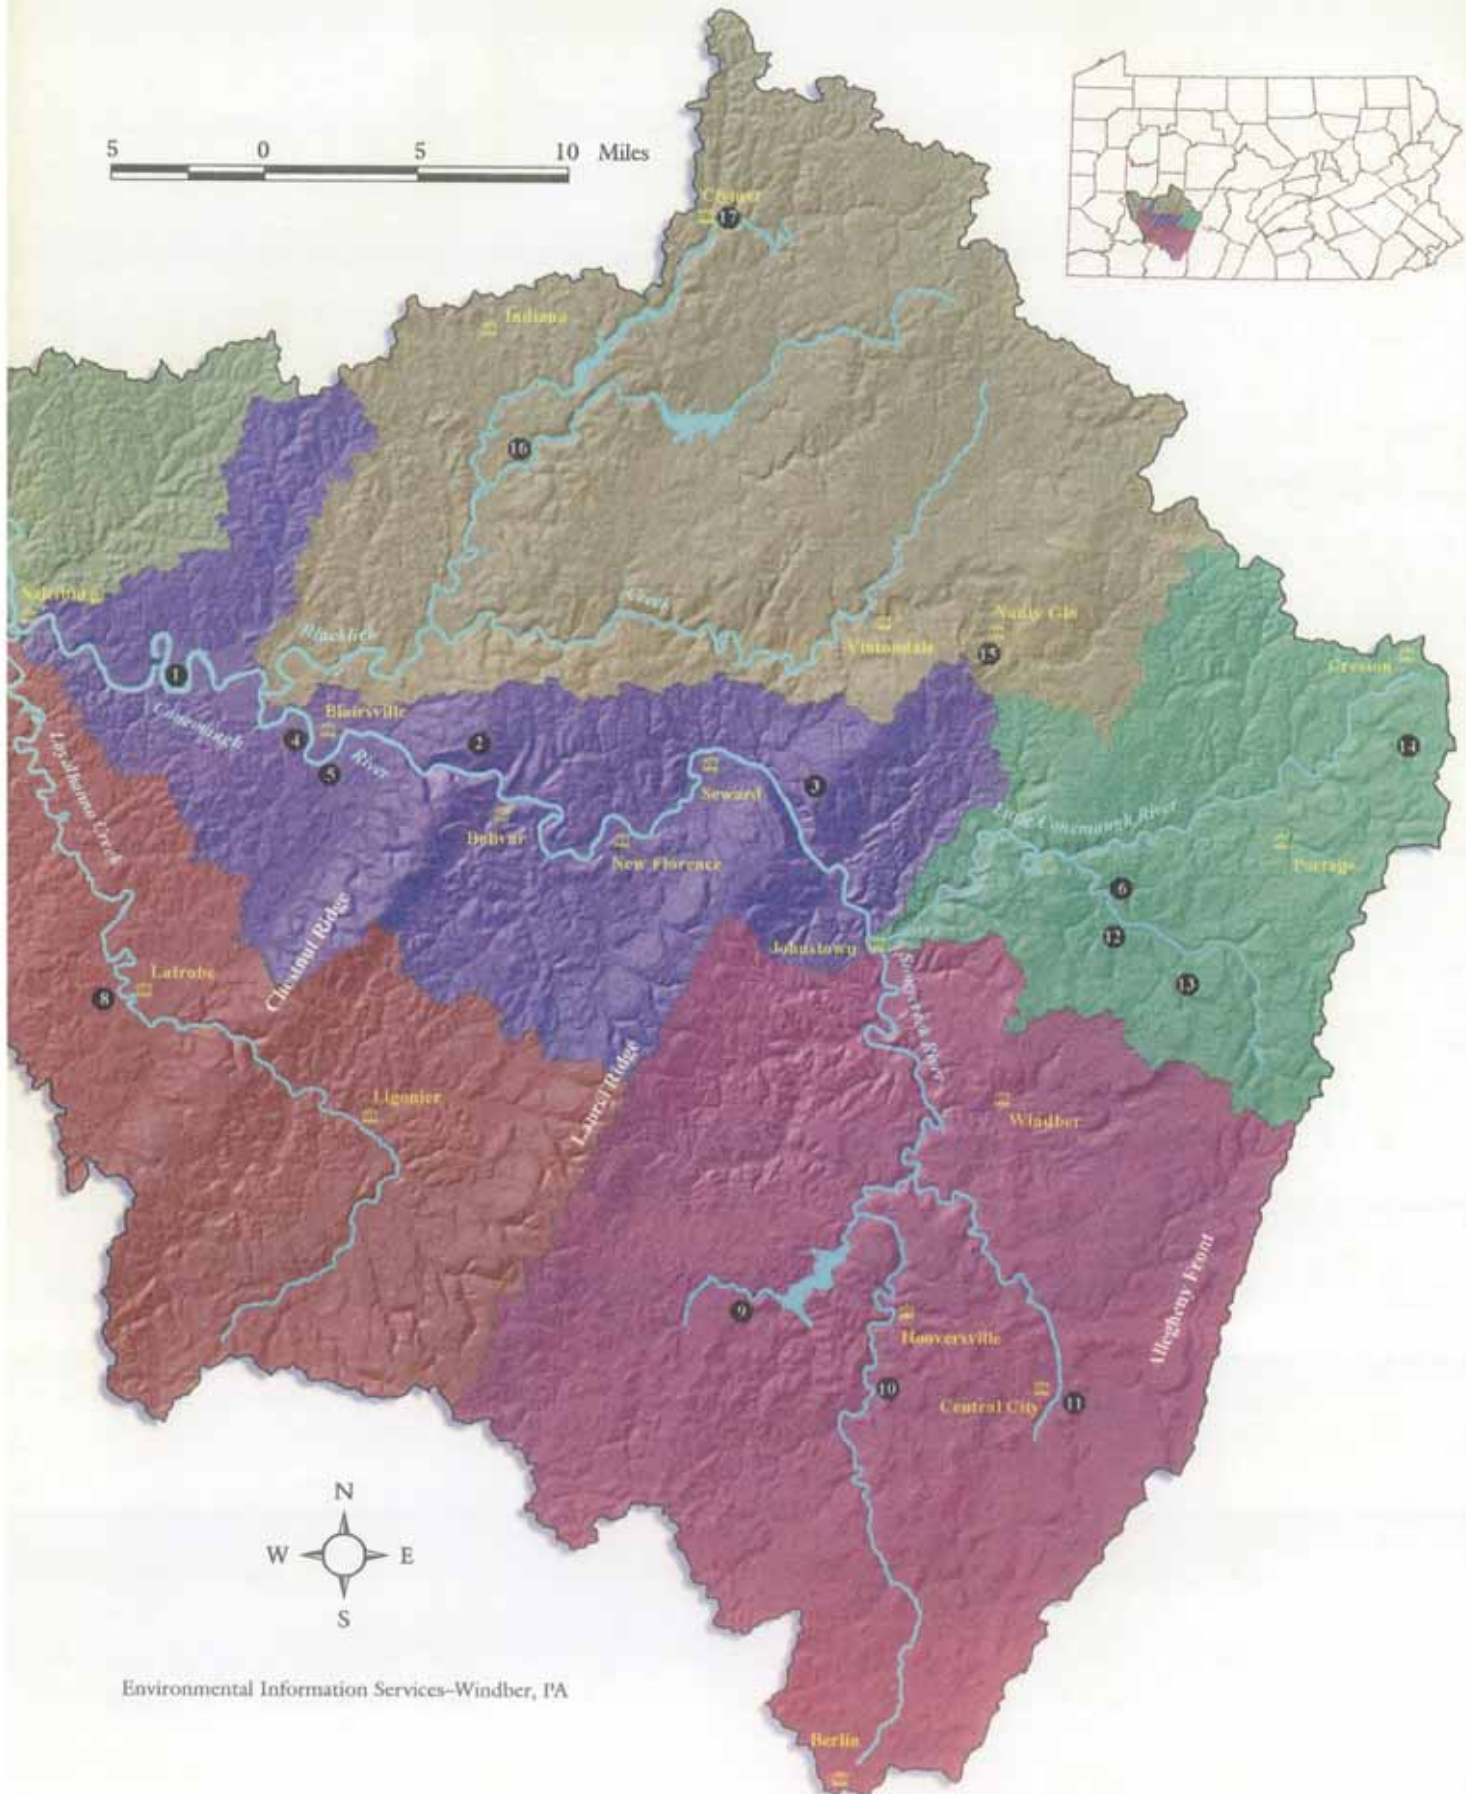 5 0 5 10 Miles
17
Indiana
16
Creek
Nanty Glo
Blacklick
Vintondale
15
Cresson
1
Blairsville
Conemaugh
4
2
14
5
River
Seward
3
Loyalhanna Creek
Little Conemaugh River
Bolivar
New Florence
Portage
6
Chestnut Ridge
12
Johnstown
Latrobe
8
13
Stonycreek River
Laurel Ridge
Ligonier
Windber
Allegheny Front
9
Hooversville
10
Central City
11
N
W E
S
Environmental Information Services–Windber, PA
Berlin